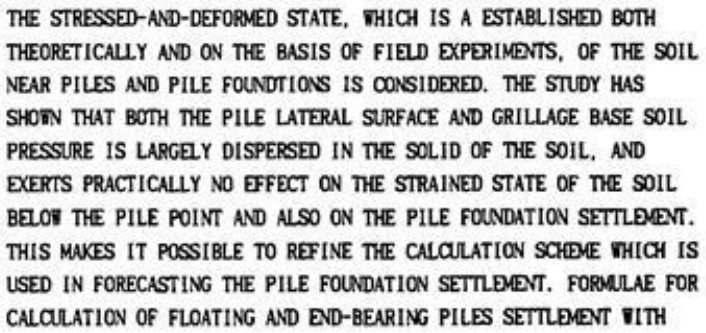 THE STRESSED-AND-DEFORMED STATE, WHICH IS A ESTABLISHED BOTH
THEORETICALLY AND ON THE BASIS OF FIELD EXPERIMENTS, OF THE SOIL
NEAR PILES AND PILE FOUNDTIONS IS CONSIDERED. THE STUDY HAS
SHOWN THAT BOTH THE PILE LATERAL SURFACE AND GRILLAGE BASE SOIL
PRESSURE IS LARGELY DISPERSED IN THE SOLID OF THE SOIL, AND
EXERTS PRACTICALLY NO EFFECT ON THE STRAINED STATE OF THE SOIL
BELOW THE PILE POINT AND ALSO ON THE PILE FOUNDATION SETTLEMENT.
THIS MAKES IT POSSIBLE TO REFINE THE CALCULATION SCHEME WHICH IS
USED IN FORECASTING THE PILE FOUNDATION SETTLEMENT. FORMULAE FOR
CALCULATION OF FLOATING AND END-BEARING PILES SETTLEMENT WITH